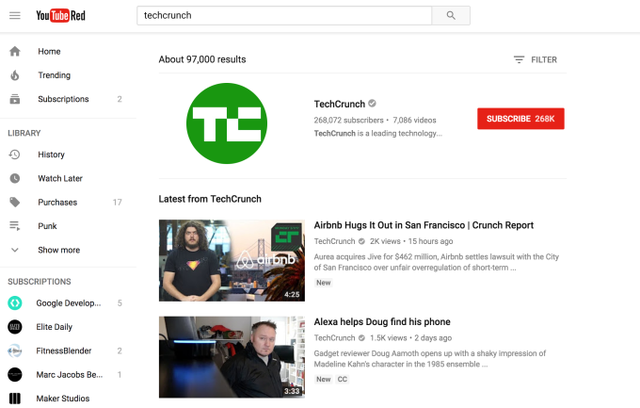 YouTube Red
techcrunch
Home
Trending
Subscriptions 2
LIBRARY
History
Watch Later
Purchases 17
Punk
Show more
SUBSCRIPTIONS
Google Develop... 5
Elite Daily
FitnessBlender 2
Marc Jacobs Be... 1
Maker Studios
About 97,000 results
FILTER
TC
TechCrunch
268,072 subscribers • 7,086 videos
TechCrunch is a leading technology...
SUBSCRIBE 268K
Latest from TechCrunch
airbnb
4:25
Airbnb Hugs It Out in San Francisco | Crunch Report
TechCrunch 2K views • 15 hours ago
Aurea acquires Jive for $462 million, Airbnb settles lawsuit with the City
of San Francisco over unfair overregulation of short-term ...
New
3:33
Alexa helps Doug find his phone
TechCrunch 1.5K views • 2 days ago
Gadget reviewer Doug Aamoth opens up with a shaky impression of
Madeline Kahn's character in the 1985 ensemble ...
New CC